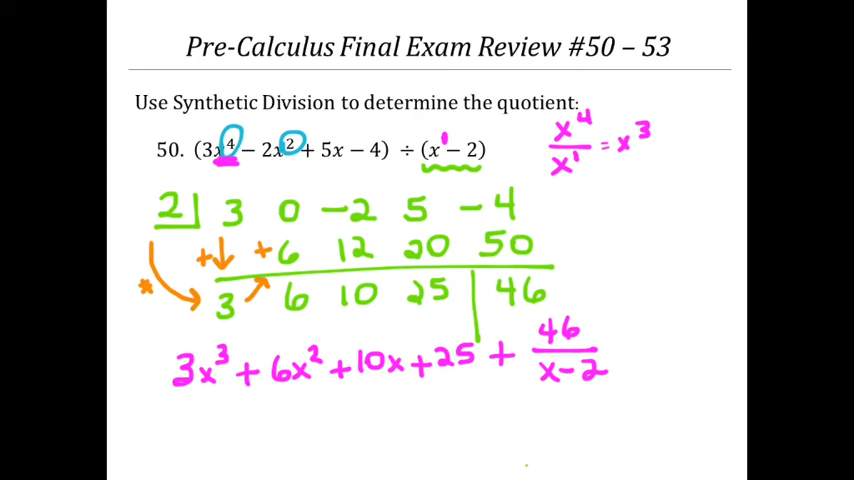 Pre-Calculus Final Exam Review #50 – 53
Use Synthetic Division to determine the quotient:
50. (3x⁴ − 2x² + 5x − 4) ÷ (x¹ − 2)
x⁴/x¹ = x³
2 | 3 0 −2 5 −4
+↓ +6 12 20 50
* 3 6 10 25 | 46
3x³ + 6x² + 10x + 25 + 46/(x−2)